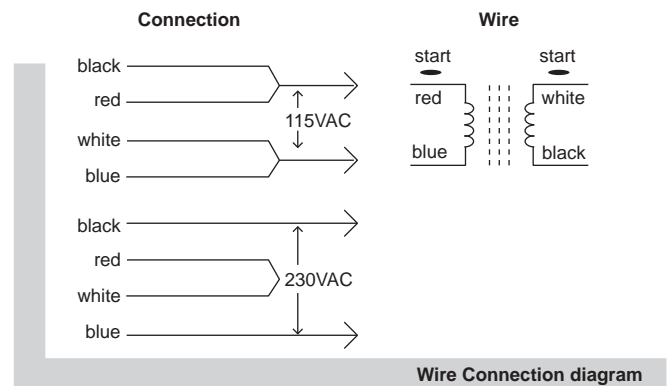 Connection
Wire
black
red
115VAC
white
blue
black
red
230VAC
white
blue
start
start
red
white
blue
black
Wire Connection diagram